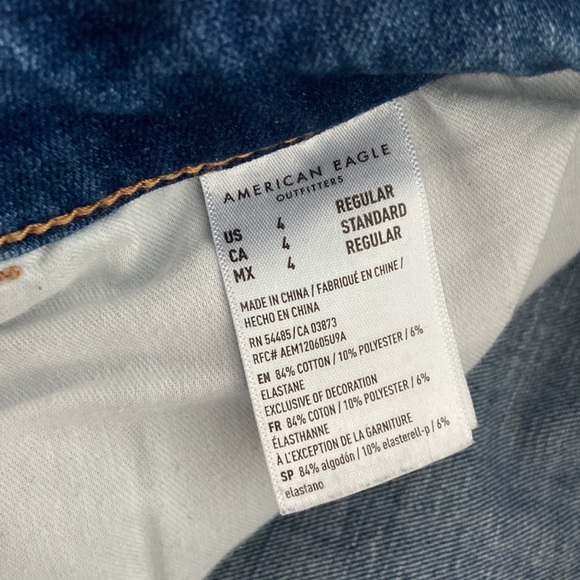 AMERICAN EAGLE
OUTFITTERS
US 4 REGULAR
CA 4 STANDARD
MX 4 REGULAR
MADE IN CHINA / FABRIQUÉ EN CHINE /
HECHO EN CHINA
RN 54485 / CA 03873
RFC# AEM120605U9A
EN 84% COTTON / 10% POLYESTER / 6%
ELASTANE
EXCLUSIVE OF DECORATION
FR 84% COTON / 10% POLYESTER / 6%
ÉLASTHANNE
À L'EXCEPTION DE LA GARNITURE
SP 84% algodón / 10% elasterell-p / 6%
elastano